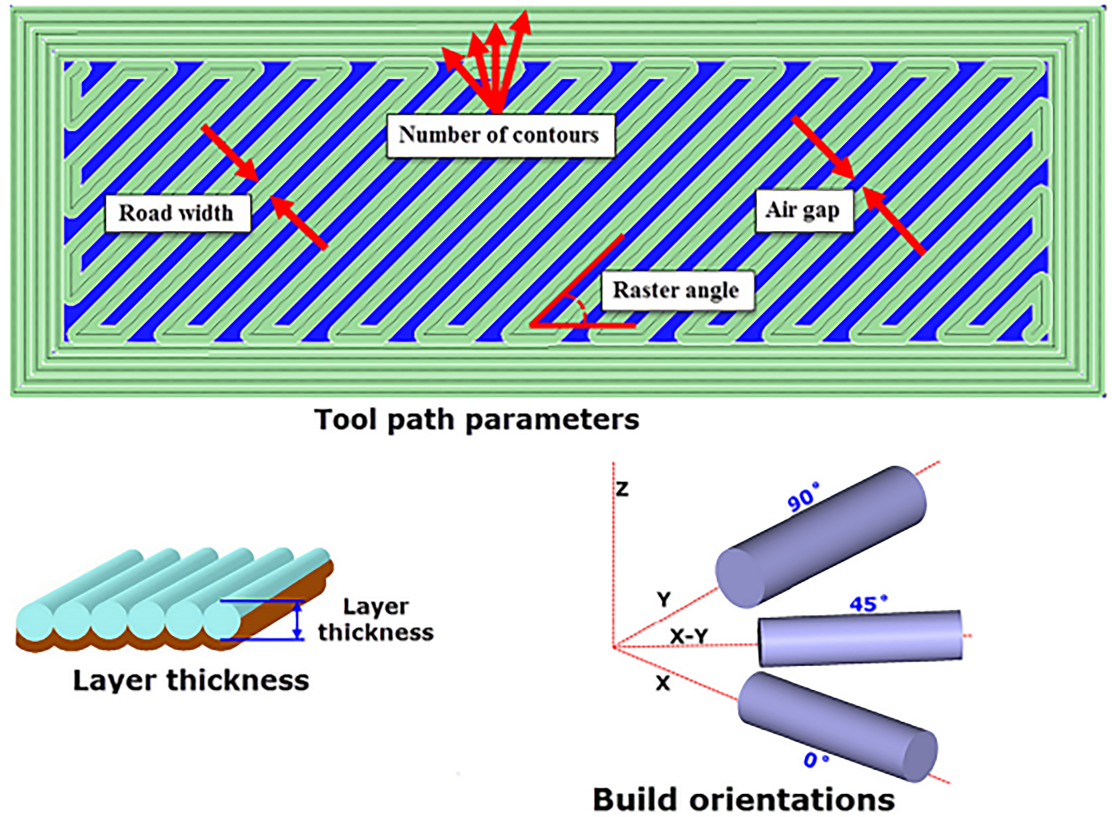 Number of contours
Road width
Air gap
Raster angle
Tool path parameters
Layer
thickness
Layer thickness
Z
90°
Y
45°
X-Y
X
0°
Build orientations